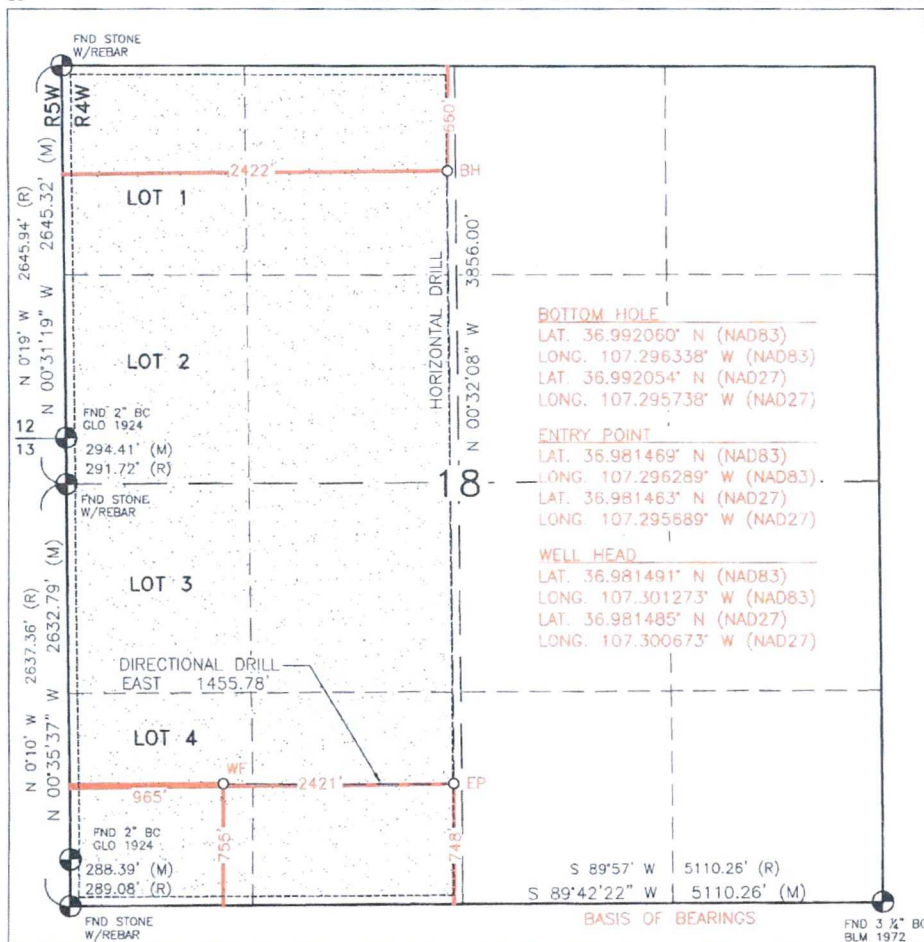 FND STONE
W/REBAR
R5W
R4W
660'
2422'
BH
LOT 1
N 0°19' W 2645.94' (R)
N 00°31'19" W 2645.32' (M)
HORIZONTAL DRILL
N 00°32'08" W 3856.00'
BOTTOM HOLE
LAT. 36.992060° N (NAD83)
LONG. 107.296338° W (NAD83)
LAT. 36.992054° N (NAD27)
LONG. 107.295738° W (NAD27)
LOT 2
FND 2" BC
GLO 1924
12
13
294.41' (M)
291.72' (R)
FND STONE
W/REBAR
18
ENTRY POINT
LAT. 36.981469° N (NAD83)
LONG. 107.296289° W (NAD83)
LAT. 36.981463° N (NAD27)
LONG. 107.295689° W (NAD27)
WELL HEAD
LAT. 36.981491° N (NAD83)
LONG. 107.301273° W (NAD83)
LAT. 36.981485° N (NAD27)
LONG. 107.300673° W (NAD27)
LOT 3
N 0°10' W 2637.36' (R)
N 00°35'37" W 2632.79' (M)
DIRECTIONAL DRILL
EAST 1455.78'
LOT 4
WF
2421'
EP
965'
755'
748'
FND 2" BC
GLO 1924
288.39' (M)
289.08' (R)
FND STONE
W/REBAR
S 89°57' W 5110.26' (R)
S 89°42'22" W 5110.26' (M)
BASIS OF BEARINGS
FND 3 ¼" BC
BLM 1972